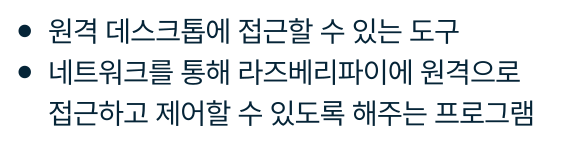 ● 원격 데스크톱에 접근할 수 있는 도구
● 네트워크를 통해 라즈베리파이에 원격으로
접근하고 제어할 수 있도록 해주는 프로그램